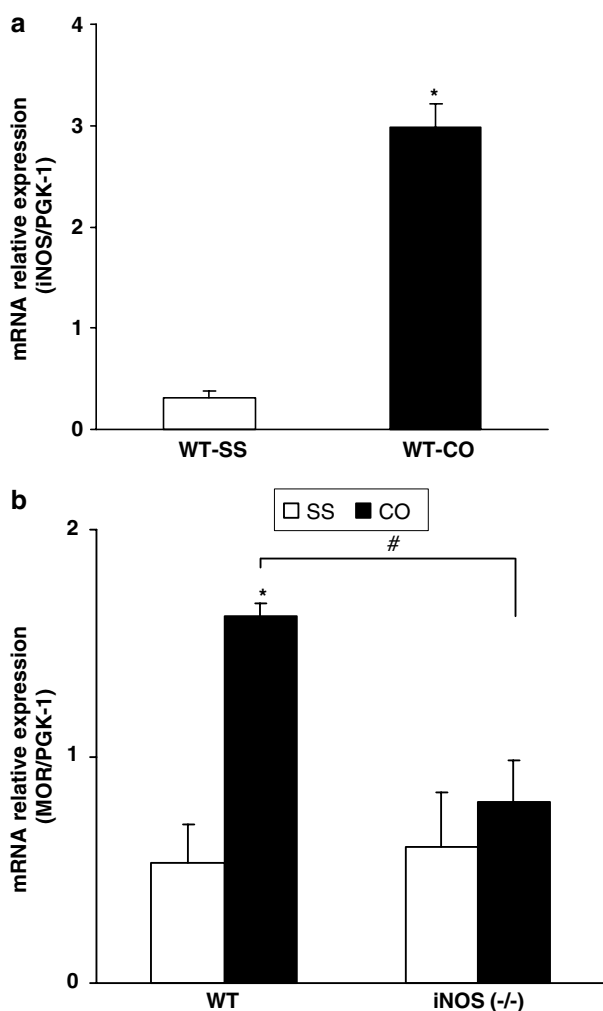 a
mRNA relative expression
(iNOS/PGK-1)
4
3
2
1
0
*
WT-SS
WT-CO
b
SS
CO
#
*
mRNA relative expression
(MOR/PGK-1)
2
1
0
WT
iNOS (-/-)